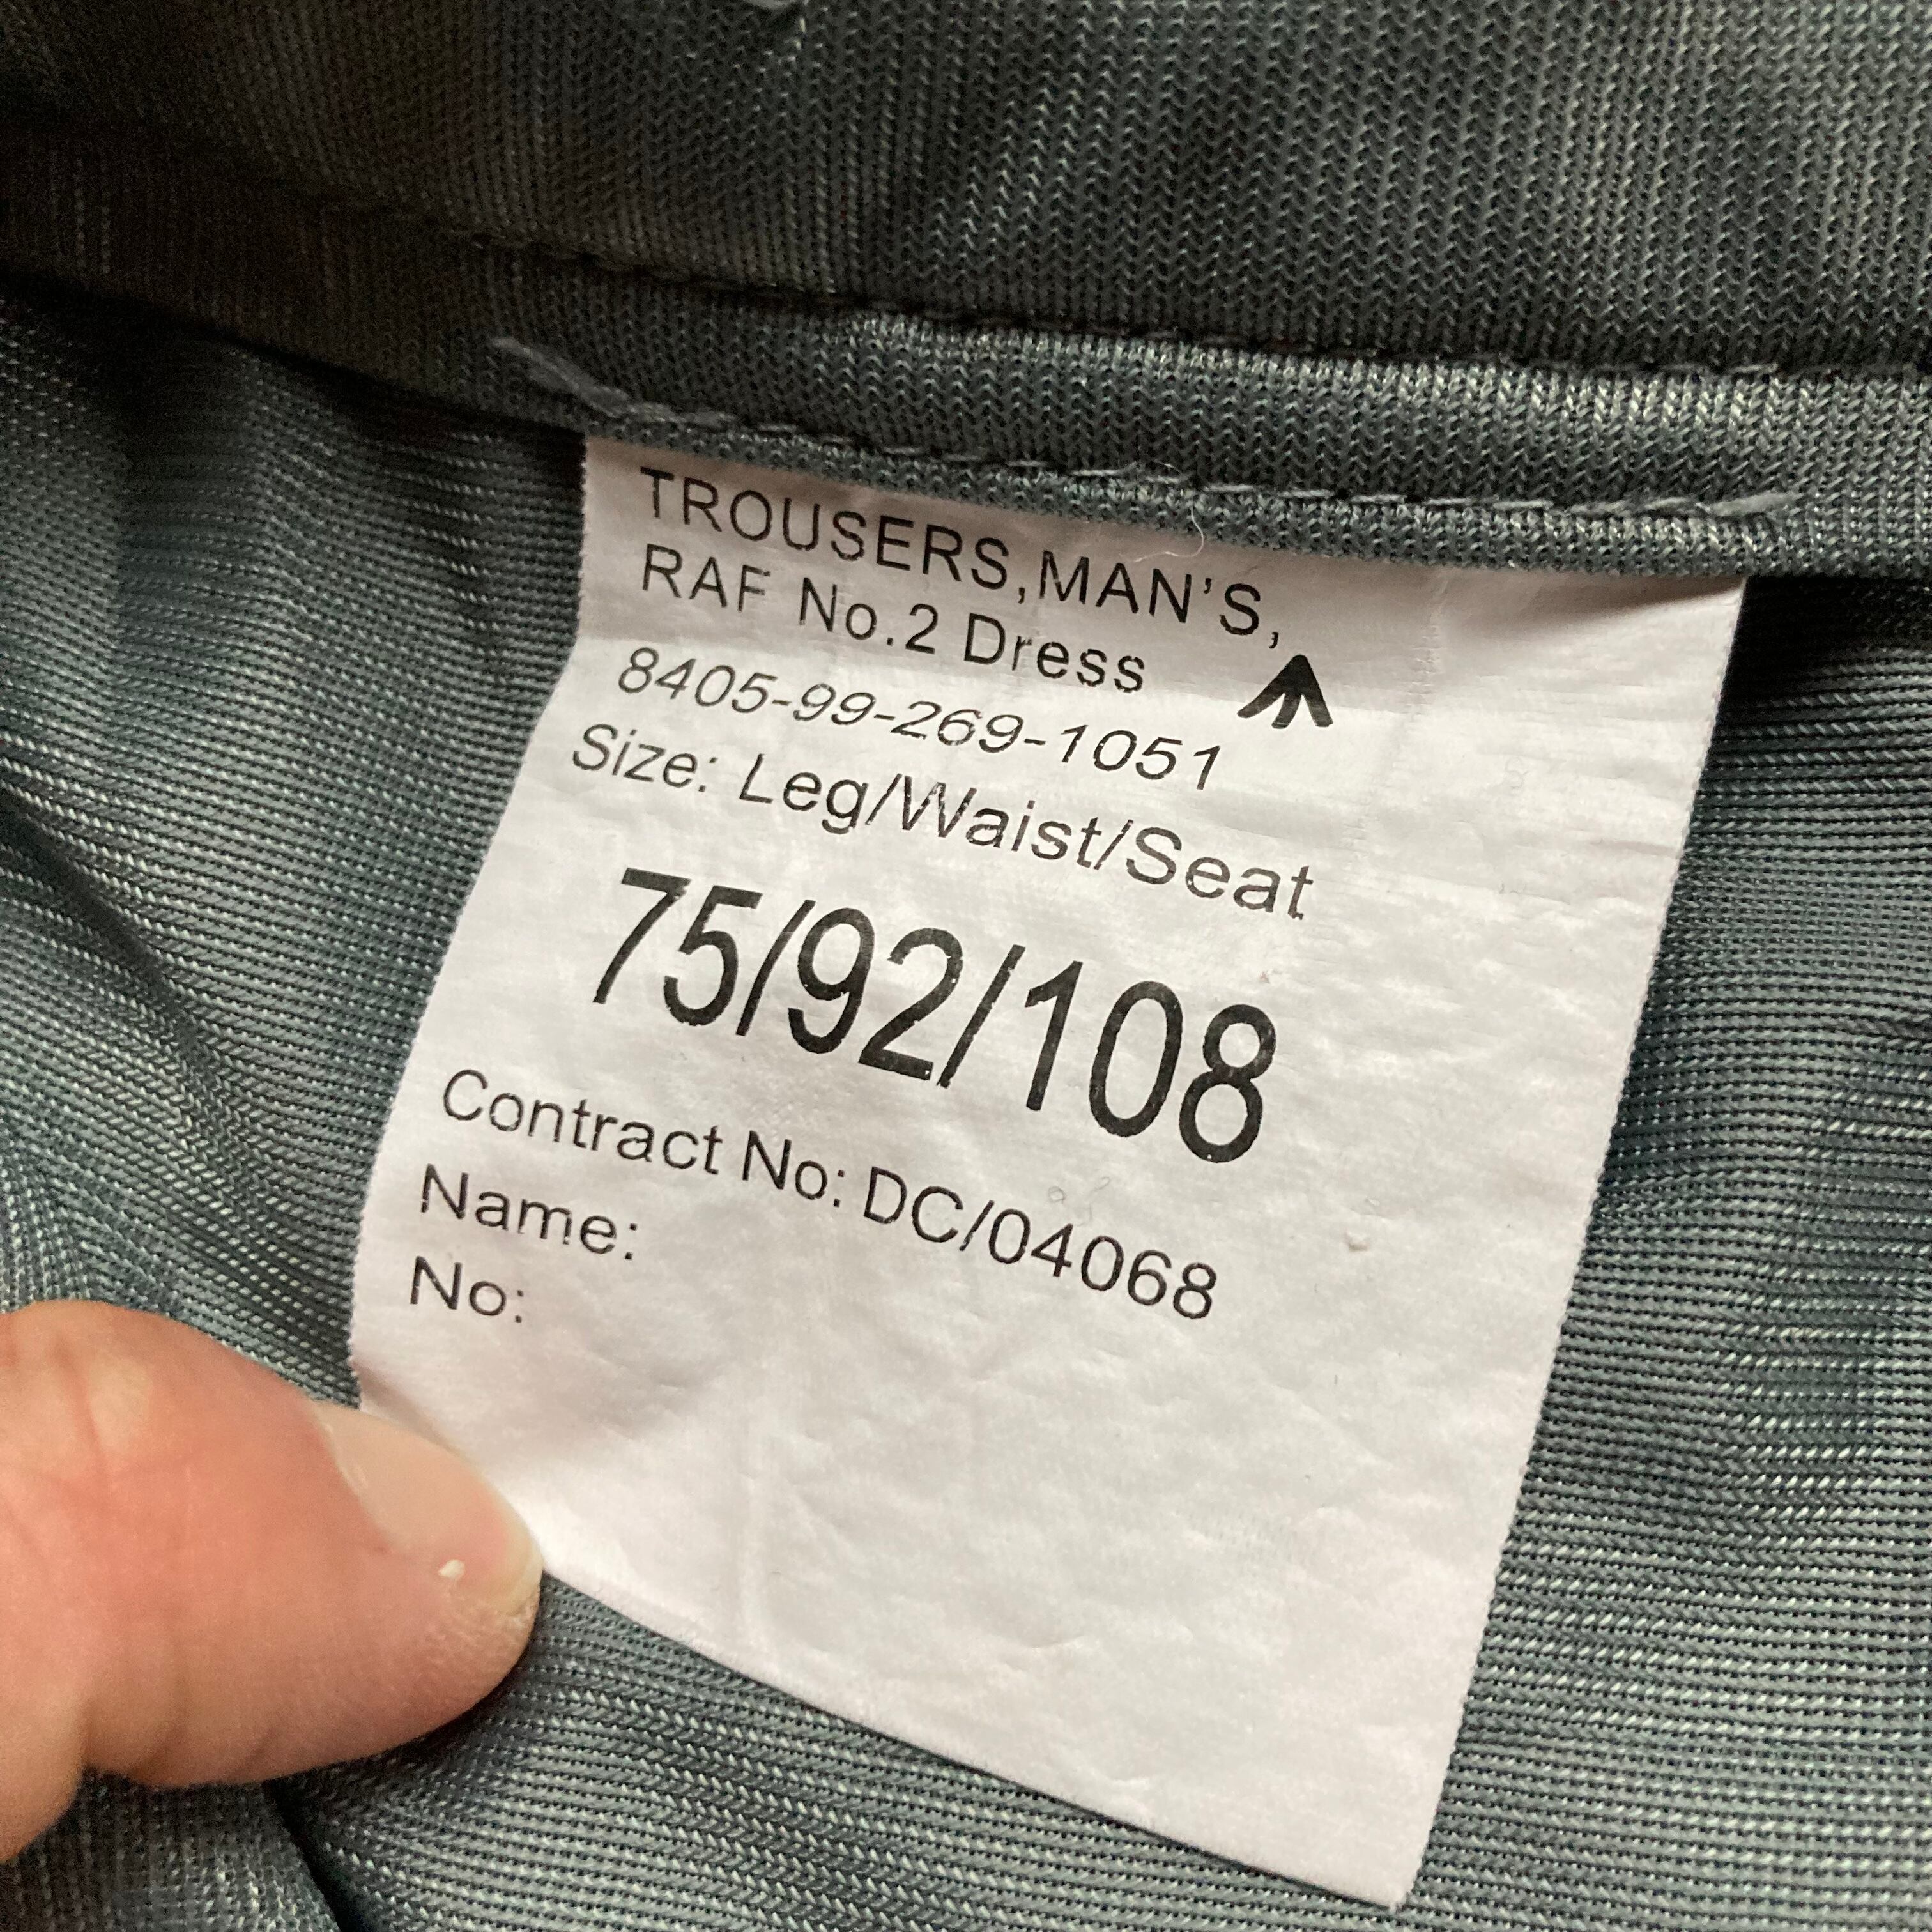 TROUSERS,MAN'S,
RAF No.2 Dress
8405-99-269-1051
Size: Leg/Waist/Seat
75/92/108
Contract No: DC/04068
Name:
No: